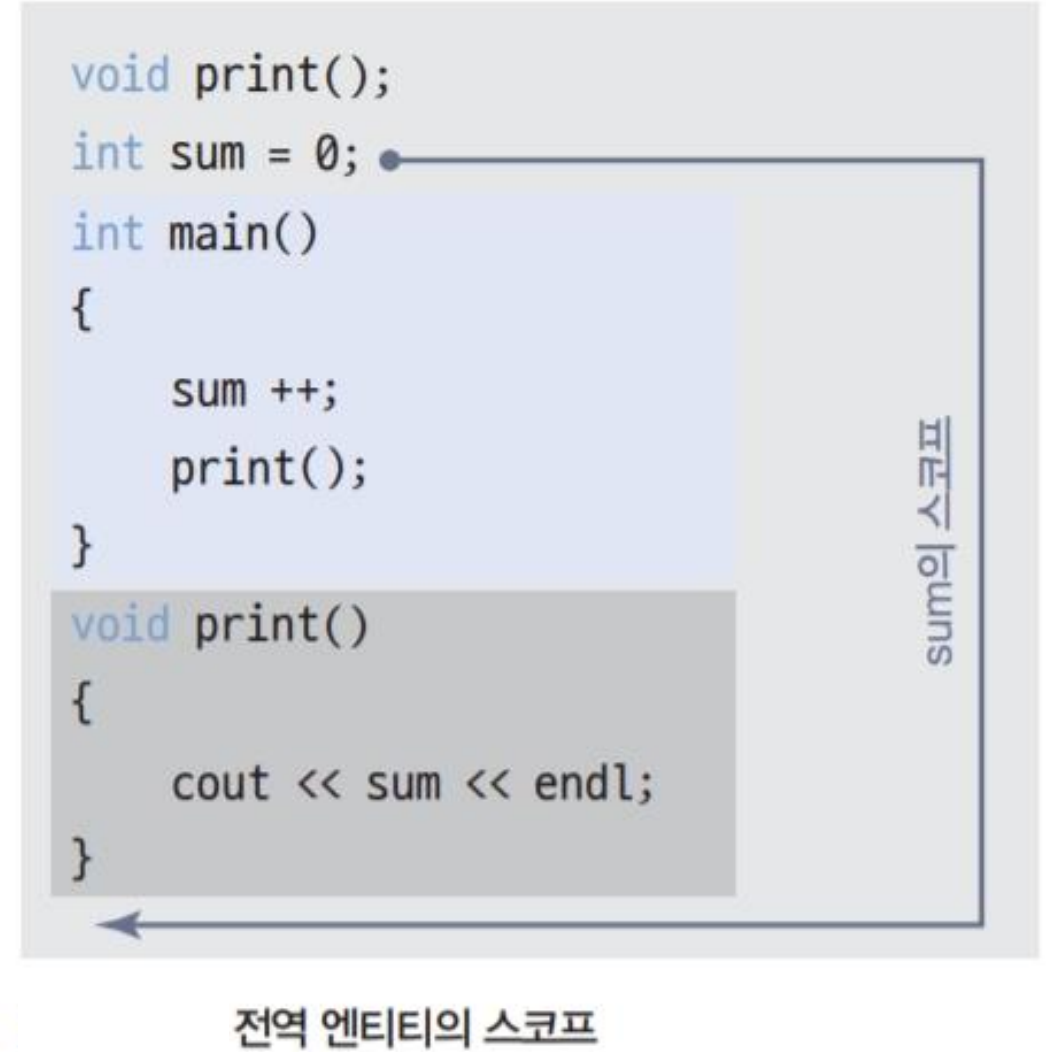 void print();
int sum = 0;
int main()
{
    sum ++;
    print();
}
void print()
{
    cout << sum << endl;
}
sum의 스코프
전역 엔티티의 스코프